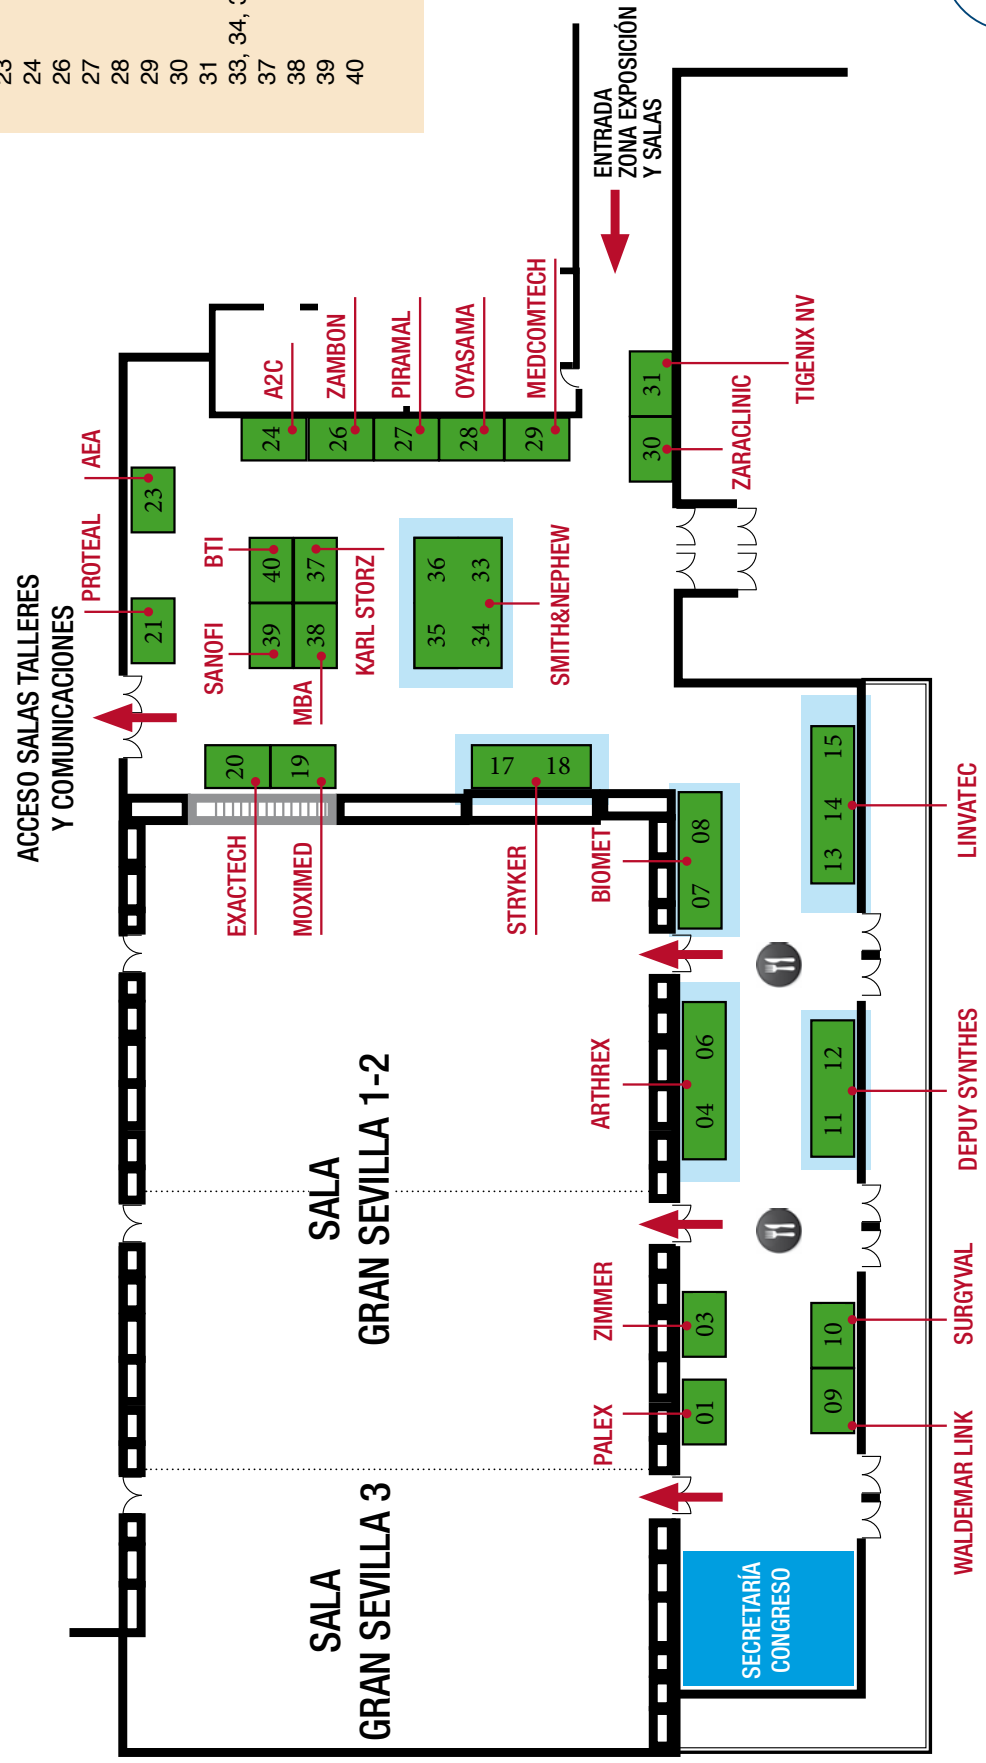 23
24
26
27
28
29
30
31
33, 34, 3
37
38
39
40
ENTRADA
ZONA EXPOSICIÓN
Y SALAS
ACCESO SALAS TALLERES
Y COMUNICACIONES
PROTEAL
AEA
21
23
A2C
ZAMBON
PIRAMAL
OYASAMA
MEDCOMTECH
24
26
27
28
29
31
30
TIGENIX NV
ZARACLINIC
SANOFI
BTI
39
40
38
37
MBA
KARL STORZ
35
36
34
33
SMITH&NEPHEW
20
19
EXACTECH
MOXIMED
17
18
STRYKER
BIOMET
07
08
13
14
15
LINVATEC
ARTHREX
04
06
11
12
DEPUY SYNTHES
ZIMMER
03
PALEX
01
10
09
SURGYVAL
WALDEMAR LINK
SALA
GRAN SEVILLA 1-2
SALA
GRAN SEVILLA 3
SECRETARÍA
CONGRESO